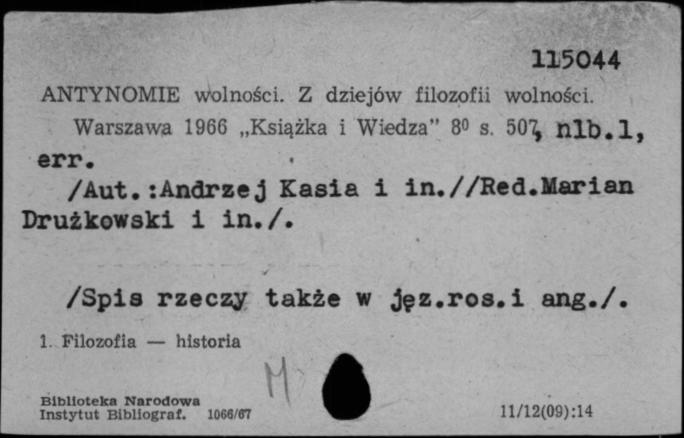 115044
ANTYNOMIE wolności. Z dziejów filozofii wolności.
Warszawa 1966 „Książka i Wiedza” 8⁰ s. 507, nlb.1,
err.
/Aut.:Andrzej Kasia i in.//Red.Marian
Drużkowski i in./.
/Spis rzeczy także w jęz.ros.i ang./.
1. Filozofia — historia
M
Biblioteka Narodowa
Instytut Bibliograf. 1066/67
11/12(09):14